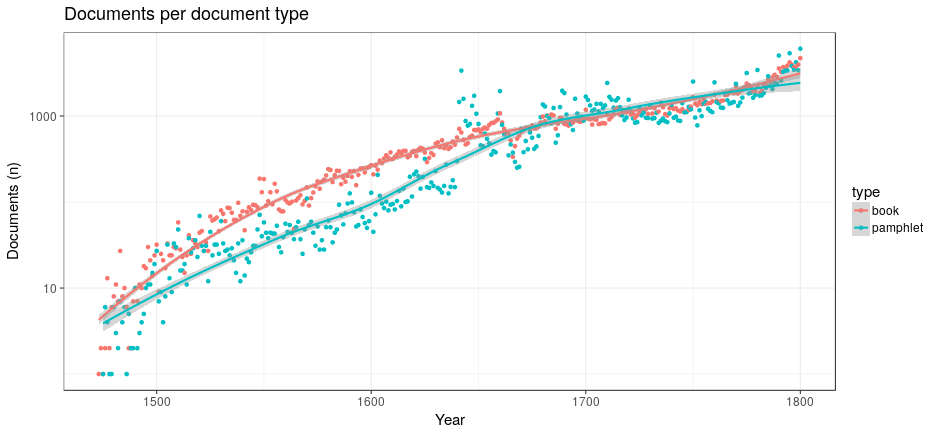 Documents per document type
Documents (n)
1000
10
1500
1600
1700
1800
Year
type
book
pamphlet